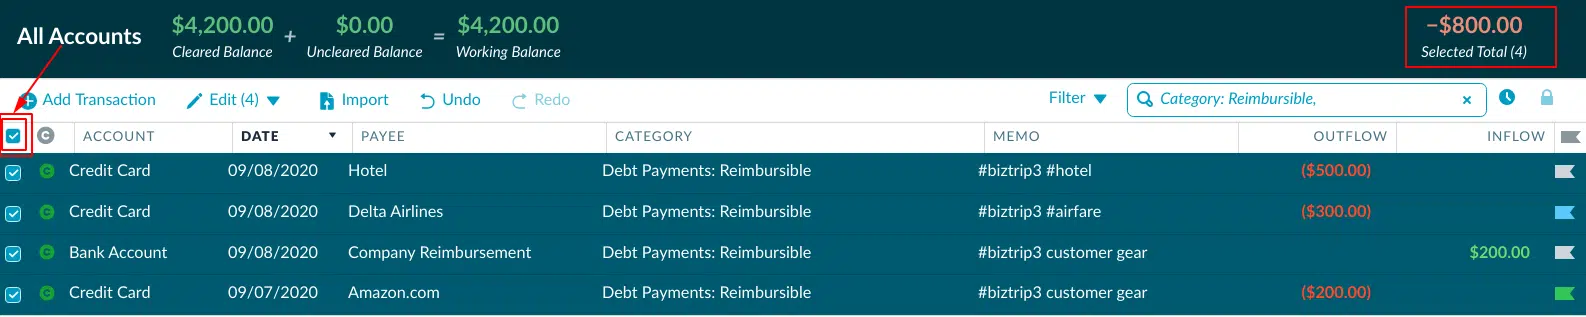 All Accounts
$4,200.00 + $0.00 = $4,200.00 −$800.00
Cleared Balance Uncleared Balance Working Balance Selected Total (4)
Add Transaction Edit (4) Import Undo Redo Filter Category: Reimbursible, ×
C ACCOUNT DATE PAYEE CATEGORY MEMO OUTFLOW INFLOW
C Credit Card 09/08/2020 Hotel Debt Payments: Reimbursible #biztrip3 #hotel ($500.00)
C Credit Card 09/08/2020 Delta Airlines Debt Payments: Reimbursible #biztrip3 #airfare ($300.00)
C Bank Account 09/08/2020 Company Reimbursement Debt Payments: Reimbursible #biztrip3 customer gear $200.00
C Credit Card 09/07/2020 Amazon.com Debt Payments: Reimbursible #biztrip3 customer gear ($200.00)